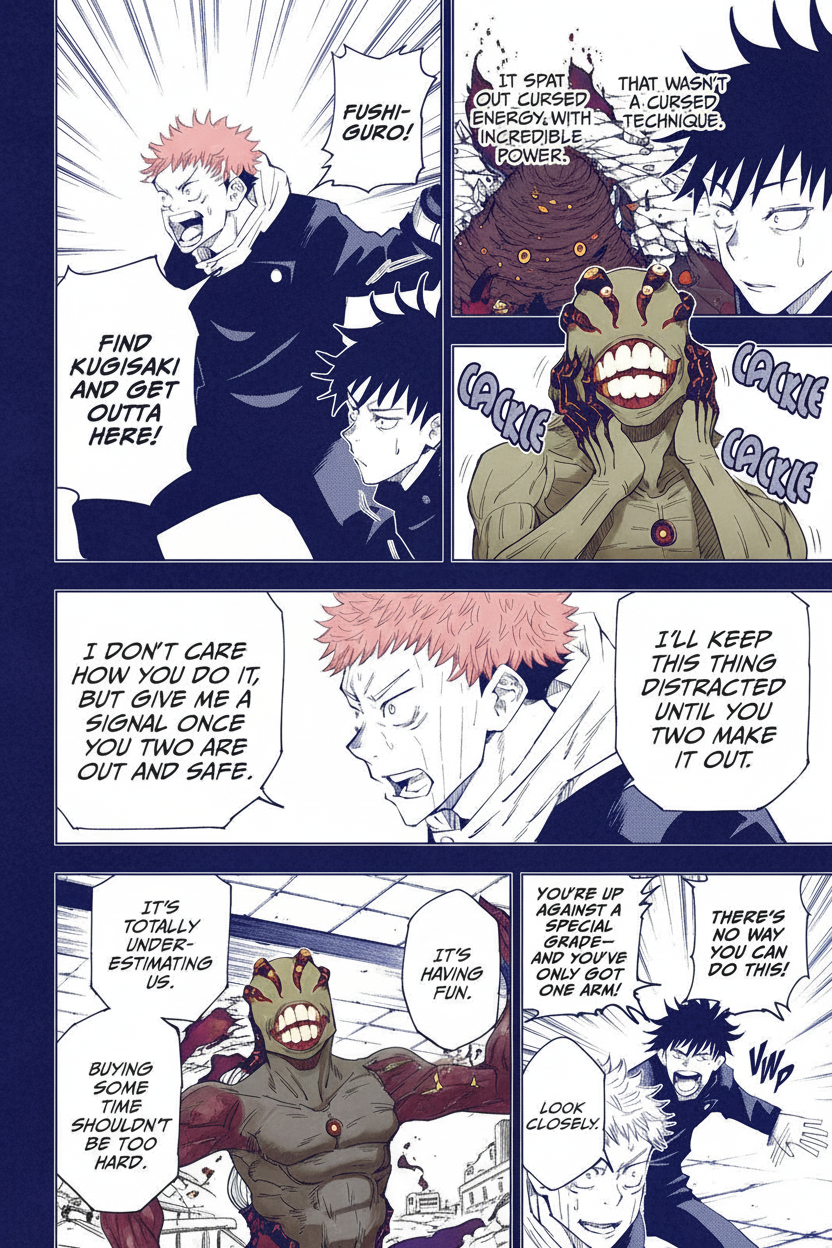 THAT WASN'T
A CURSED
TECHNIQUE.
IT SPAT
OUT CURSED
ENERGY WITH
INCREDIBLE
POWER.
CACKLE
CACKLE
CACKLE
FUSHI-
GURO!
FIND
KUGISAKI
AND GET
OUTTA
HERE!
I'LL KEEP
THIS THING
DISTRACTED
UNTIL YOU
TWO MAKE
IT OUT.
I DON'T CARE
HOW YOU DO IT,
BUT GIVE ME A
SIGNAL ONCE
YOU TWO ARE
OUT AND SAFE.
THERE'S
NO WAY
YOU CAN
DO THIS!
YOU'RE UP
AGAINST A
SPECIAL
GRADE—
AND YOU'VE
ONLY GOT
ONE ARM!
VWP
LOOK
CLOSELY.
IT'S
HAVING
FUN.
IT'S
TOTALLY
UNDER-
ESTIMATING
US.
BUYING
SOME
TIME
SHOULDN'T
BE TOO
HARD.